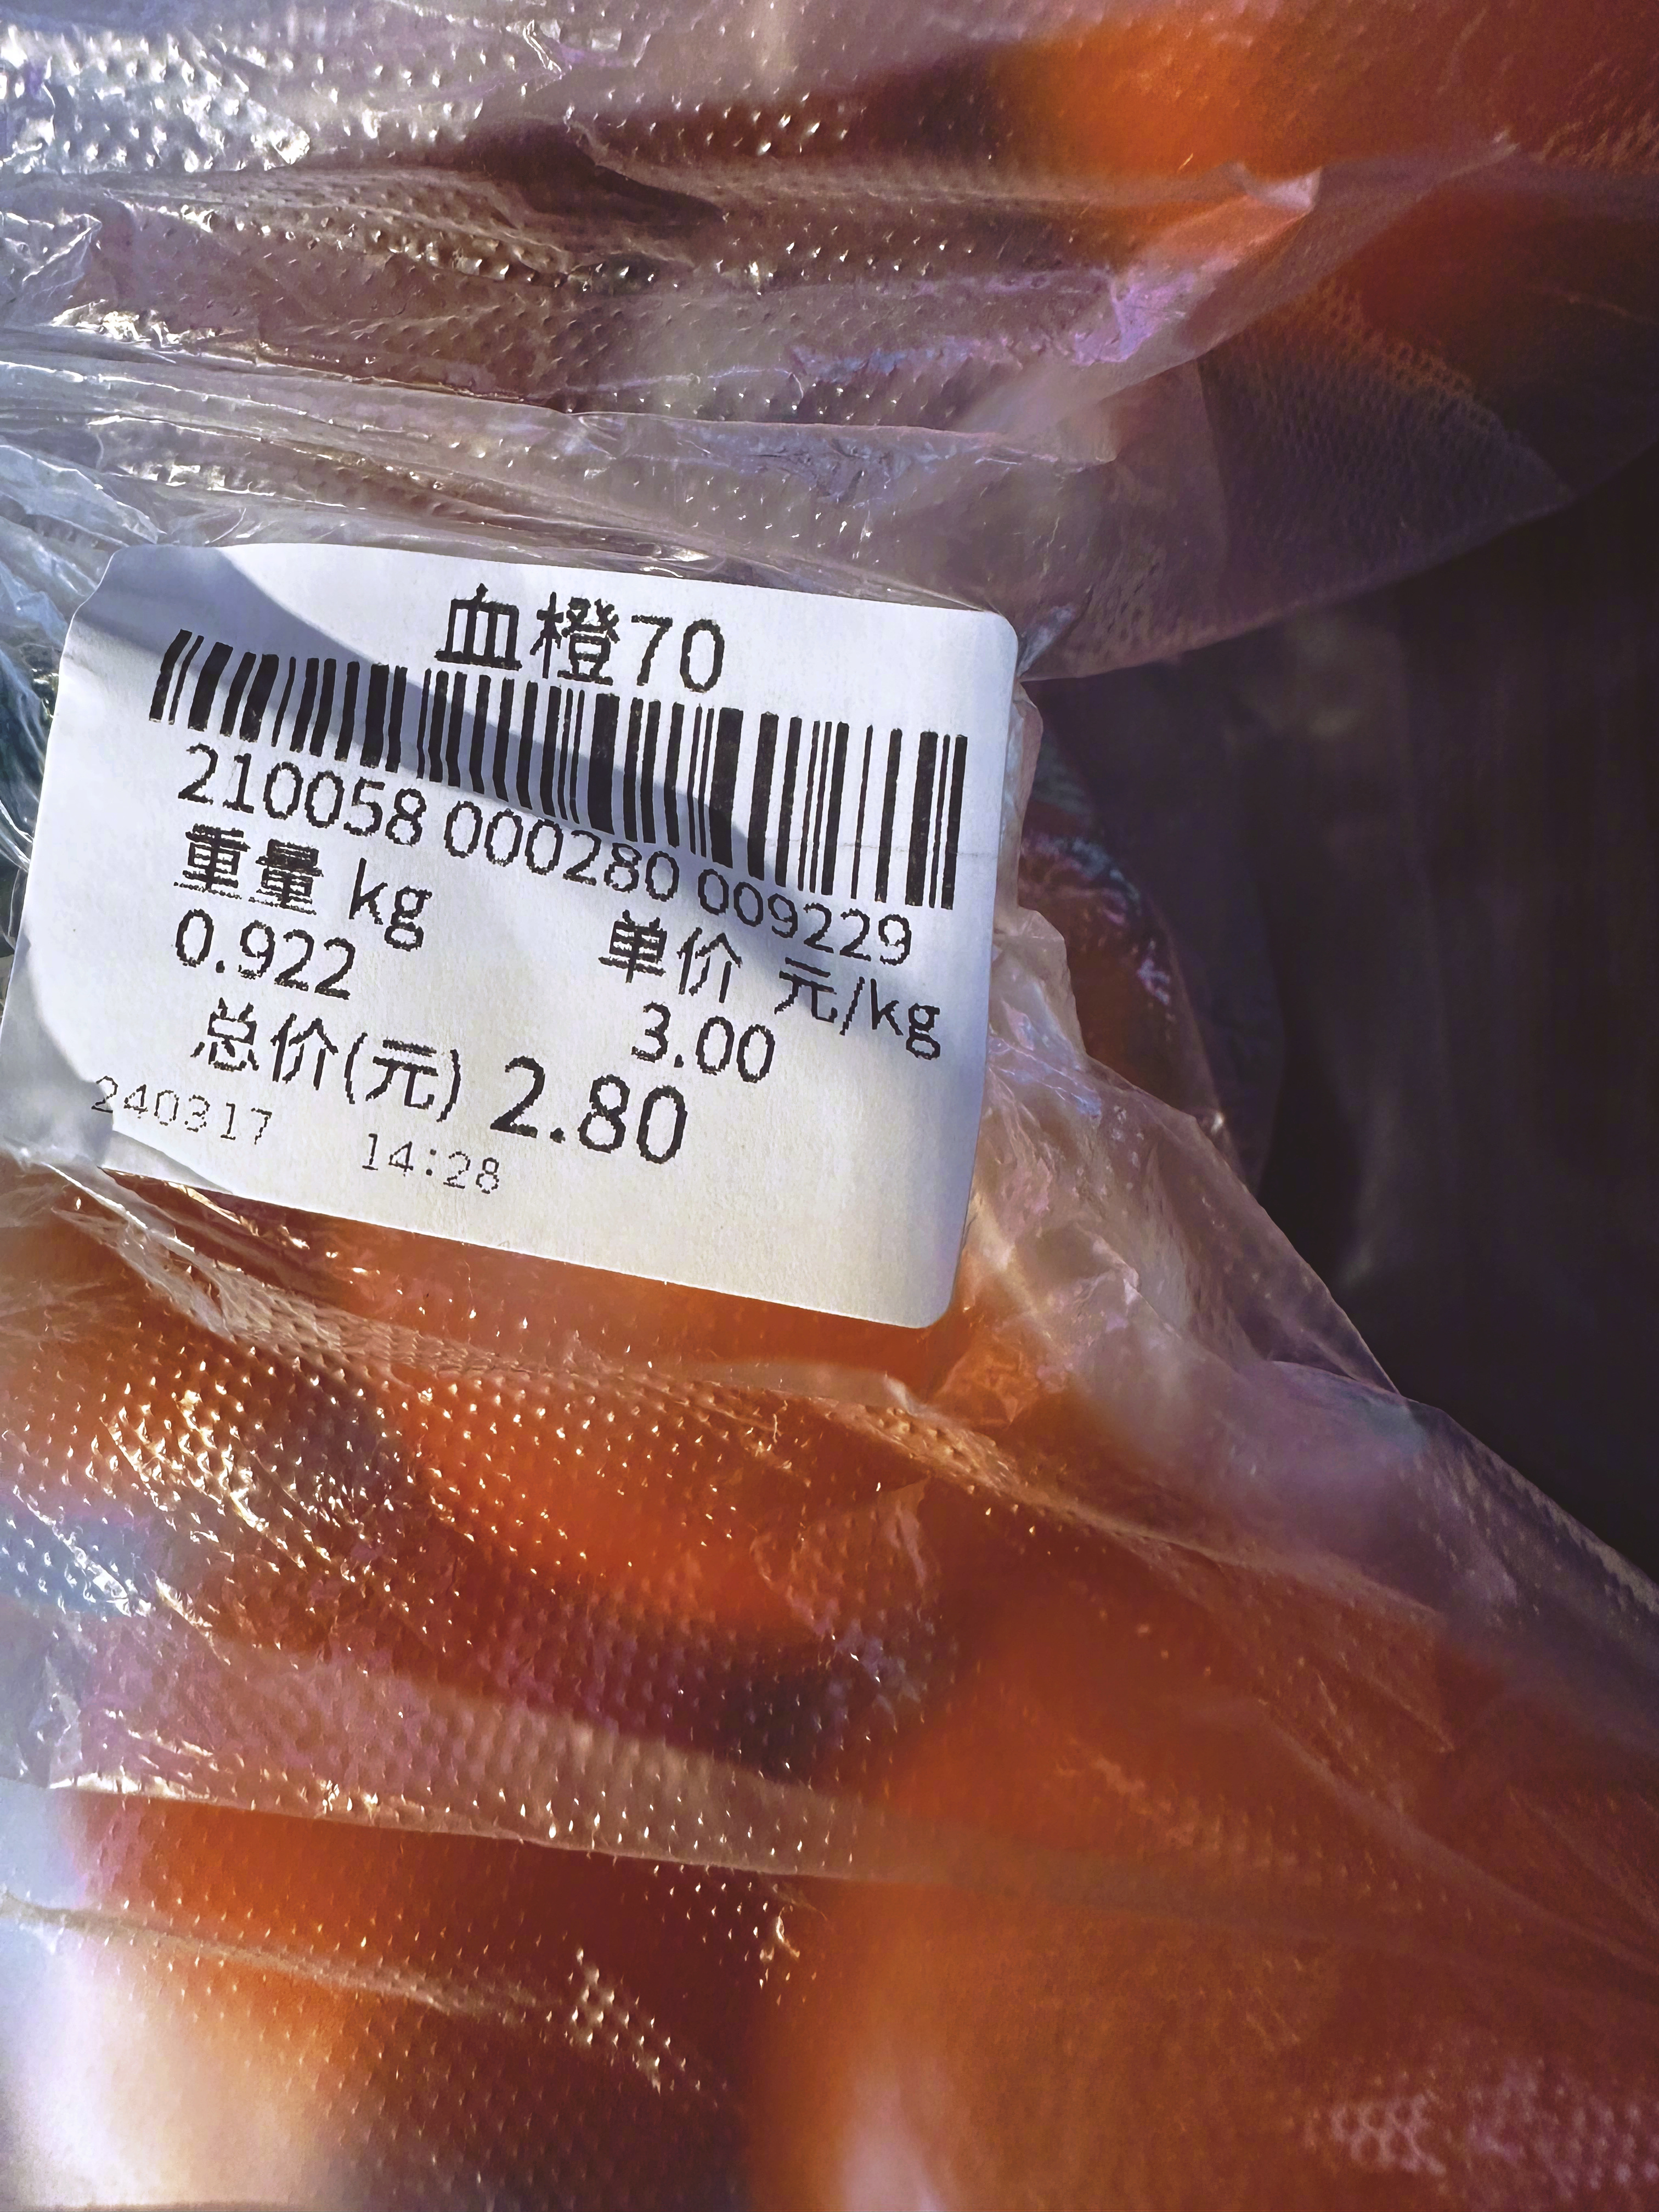 血橙70
210058 000280 009229
重量 kg 单价 元/kg
0.922 3.00
总价(元) 2.80
240317 14:28